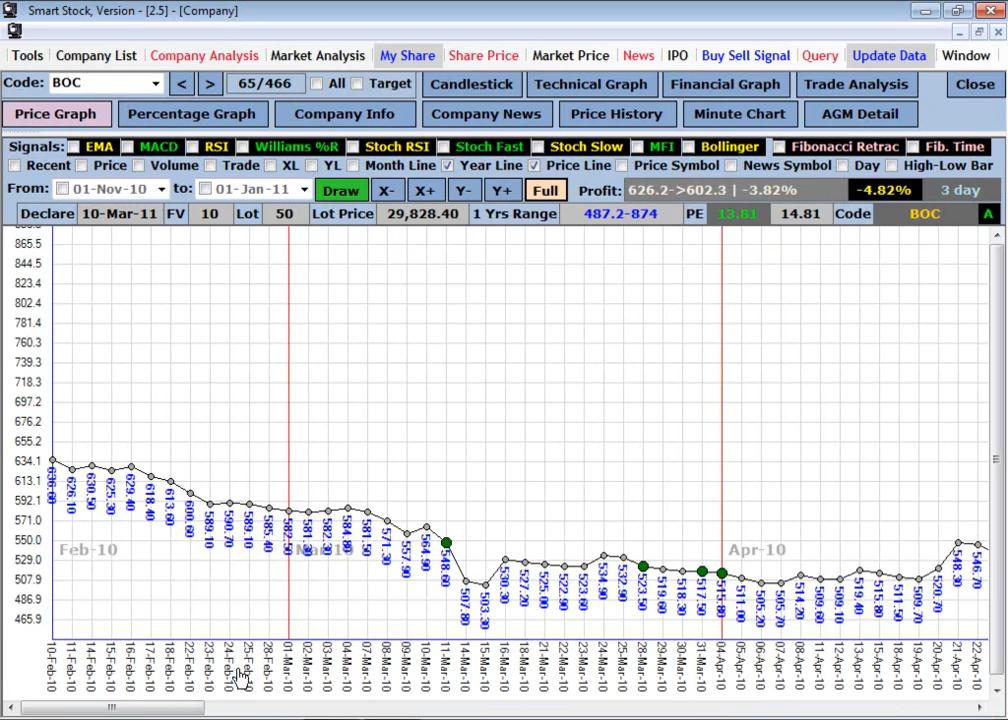 Smart Stock, Version - [2.5] - [Company]
Tools Company List Company Analysis Market Analysis My Share Share Price Market Price News IPO Buy Sell Signal Query Update Data Window
Code: BOC < > 65/466 All Target Candlestick Technical Graph Financial Graph Trade Analysis Close
Price Graph Percentage Graph Company Info Company News Price History Minute Chart AGM Detail
Signals: EMA MACD RSI Williams %R Stoch RSI Stoch Fast Stoch Slow MFI Bollinger Fibonacci Retrac Fib. Time
Recent Price Volume Trade XL YL Month Line Year Line Price Line Price Symbol News Symbol Day High-Low Bar
From: 01-Nov-10 to: 01-Jan-11 Draw X- X+ Y- Y+ Full Profit: 626.2->602.3 | -3.82% -4.82% 3 day
Declare 10-Mar-11 FV 10 Lot 50 Lot Price 29,828.40 1 Yrs Range 487.2-874 PE 13.81 14.81 Code BOC A
865.5
844.5
823.4
802.4
781.4
760.3
739.3
718.3
697.2
676.2
655.2
634.1
613.1
592.1
571.0
550.0
529.0
507.9
486.9
465.9
636.60 626.10 630.50 625.30 629.40 618.40 613.60 600.60 589.10 590.70 589.10 585.40 582.50 581.30 582.30 584.80 581.50 571.30 557.90 564.90 548.60 507.80 503.30 530.30 527.20 525.00 522.90 523.60 534.90 532.90 523.50 519.60 518.30 517.50 515.80 511.00 505.20 505.70 514.20 509.60 509.10 519.40 515.80 511.50 509.70 520.70 548.30 546.70
Feb-10 Mar-10 Apr-10
10-Feb-10 11-Feb-10 14-Feb-10 15-Feb-10 16-Feb-10 17-Feb-10 18-Feb-10 22-Feb-10 23-Feb-10 24-Feb-10 25-Feb-10 28-Feb-10 01-Mar-10 02-Mar-10 03-Mar-10 04-Mar-10 07-Mar-10 08-Mar-10 09-Mar-10 10-Mar-10 11-Mar-10 14-Mar-10 15-Mar-10 16-Mar-10 18-Mar-10 21-Mar-10 22-Mar-10 23-Mar-10 24-Mar-10 25-Mar-10 28-Mar-10 29-Mar-10 30-Mar-10 31-Mar-10 04-Apr-10 05-Apr-10 06-Apr-10 07-Apr-10 08-Apr-10 11-Apr-10 12-Apr-10 13-Apr-10 15-Apr-10 18-Apr-10 19-Apr-10 20-Apr-10 21-Apr-10 22-Apr-10